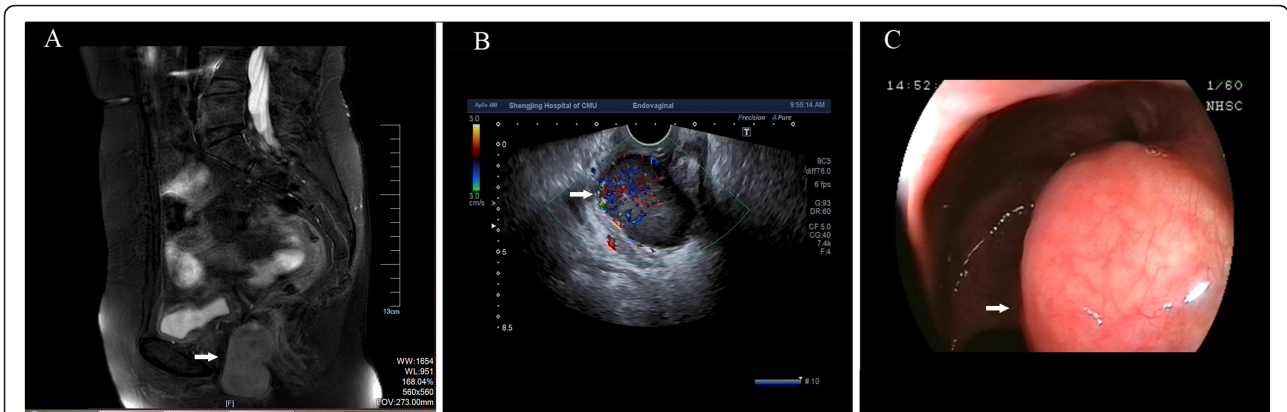 A
13cm
WW:1654
WL:951
168.04%
560x560
FOV:273.00mm
[F]
B
Aplio 400 Shengjing Hospital of CMU Endovaginal 9:55:14 AM
Precision A Pure
T
3.0
3.0
cm/s
0
5
8.5
9C3
diffT6.0
6 fps
G:93
DR:60
CF 5.0
CG:40
7.4k
F:4
# 10
C
14:52:
1/60
NHSC